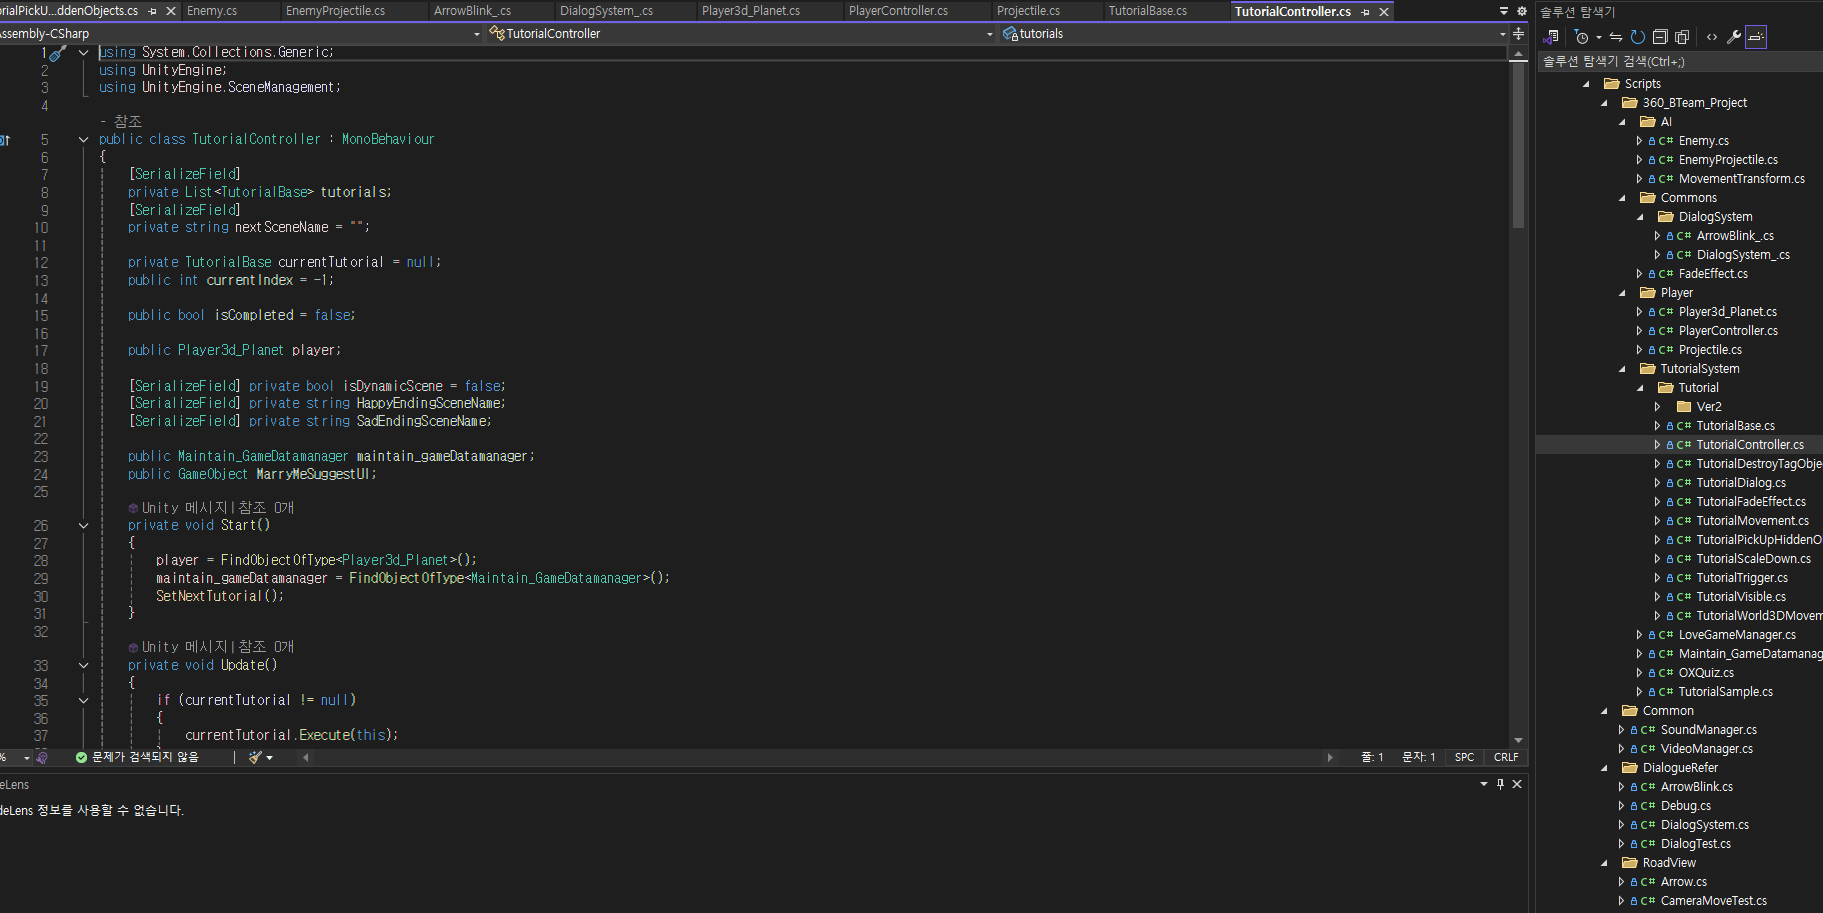 orialPickU...ddenObjects.cs
Enemy.cs
EnemyProjectile.cs
ArrowBlink_.cs
DialogSystem_.cs
Player3d_Planet.cs
PlayerController.cs
Projectile.cs
TutorialBase.cs
TutorialController.cs
ssembly-CSharp
TutorialController
tutorials
1 using System.Collections.Generic;
2 using UnityEngine;
3 using UnityEngine.SceneManagement;
4
- 참조
5 public class TutorialController : MonoBehaviour
6 {
7 [SerializeField]
8 private List<TutorialBase> tutorials;
9 [SerializeField]
10 private string nextSceneName = "";
11
12 private TutorialBase currentTutorial = null;
13 public int currentIndex = -1;
14
15 public bool isCompleted = false;
16
17 public Player3d_Planet player;
18
19 [SerializeField] private bool isDynamicScene = false;
20 [SerializeField] private string HappyEndingSceneName;
21 [SerializeField] private string SadEndingSceneName;
22
23 public Maintain_GameDatamanager maintain_gameDatamanager;
24 public GameObject MarryMeSuggestUI;
25
Unity 메시지 | 참조 0개
26 private void Start()
27 {
28 player = FindObjectOfType<Player3d_Planet>();
29 maintain_gameDatamanager = FindObjectOfType<Maintain_GameDatamanager>();
30 SetNextTutorial();
31 }
32
Unity 메시지 | 참조 0개
33 private void Update()
34 {
35 if (currentTutorial != null)
36 {
37 currentTutorial.Execute(this);
%
문제가 검색되지 않음
줄: 1
문자: 1
SPC
CRLF
eLens
deLens 정보를 사용할 수 없습니다.
솔루션 탐색기
솔루션 탐색기 검색(Ctrl+;)
Scripts
360_BTeam_Project
AI
C# Enemy.cs
C# EnemyProjectile.cs
C# MovementTransform.cs
Commons
DialogSystem
C# ArrowBlink_.cs
C# DialogSystem_.cs
C# FadeEffect.cs
Player
C# Player3d_Planet.cs
C# PlayerController.cs
C# Projectile.cs
TutorialSystem
Tutorial
Ver2
C# TutorialBase.cs
C# TutorialController.cs
C# TutorialDestroyTagObje
C# TutorialDialog.cs
C# TutorialFadeEffect.cs
C# TutorialMovement.cs
C# TutorialPickUpHiddenO
C# TutorialScaleDown.cs
C# TutorialTrigger.cs
C# TutorialVisible.cs
C# TutorialWorld3DMovem
C# LoveGameManager.cs
C# Maintain_GameDatamanag
C# OXQuiz.cs
C# TutorialSample.cs
Common
C# SoundManager.cs
C# VideoManager.cs
DialogueRefer
C# ArrowBlink.cs
C# Debug.cs
C# DialogSystem.cs
C# DialogTest.cs
RoadView
C# Arrow.cs
C# CameraMoveTest.cs